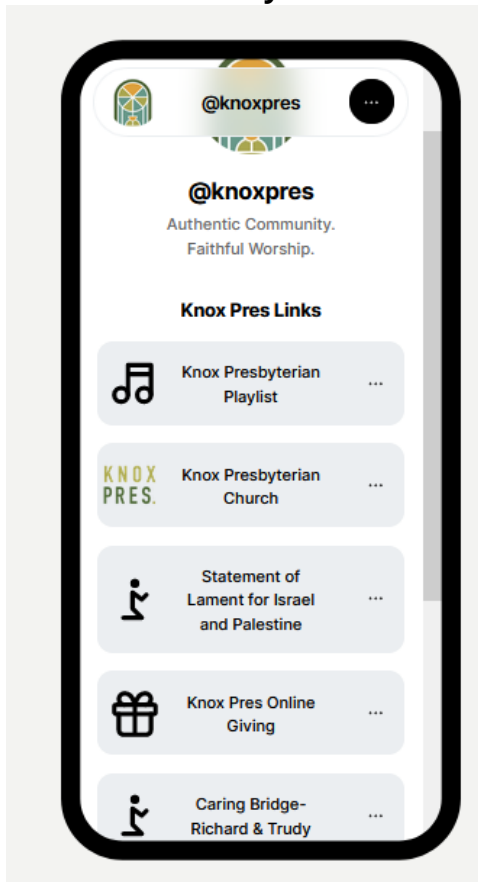 @knoxpres
...
@knoxpres
Authentic Community.
Faithful Worship.
Knox Pres Links
Knox Presbyterian
Playlist
...
KNOX
PRES.
Knox Presbyterian
Church
...
Statement of
Lament for Israel
and Palestine
...
Knox Pres Online
Giving
...
Caring Bridge-
Richard & Trudy
...